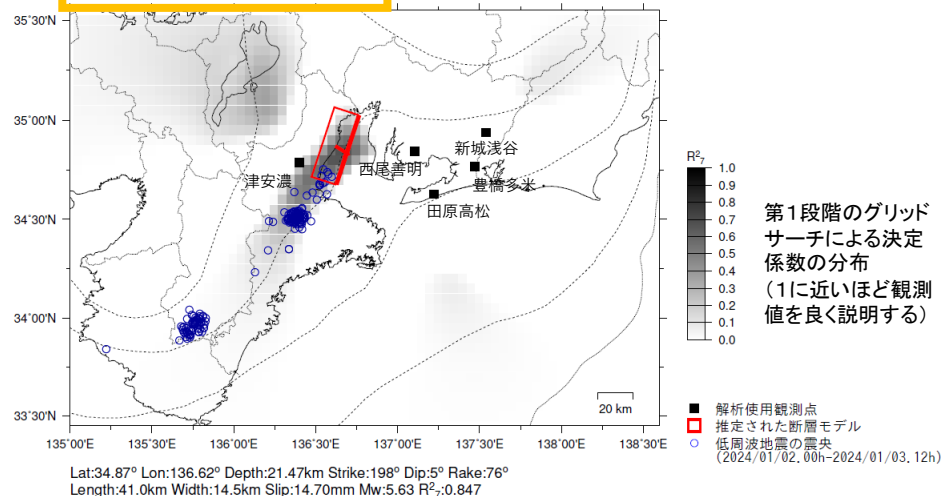 35°30'N
35°00'N
34°30'N
34°00'N
33°30'N
135°00'E
135°30'E
136°00'E
136°30'E
137°00'E
137°30'E
138°00'E
138°30'E
津安濃
西尾善明
新城浅谷
豊橋多米
田原高松
20 km
R²₇
1.0
0.9
0.8
0.7
0.6
0.5
0.4
0.3
0.2
0.1
0.0
第1段階のグリッド
サーチによる決定
係数の分布
(1に近いほど観測
値を良く説明する)
解析使用観測点
推定された断層モデル
低周波地震の震央
(2024/01/02.00h-2024/01/03.12h)
Lat:34.87° Lon:136.62° Depth:21.47km Strike:198° Dip:5° Rake:76°
Length:41.0km Width:14.5km Slip:14.70mm Mw:5.63 R²₇:0.847